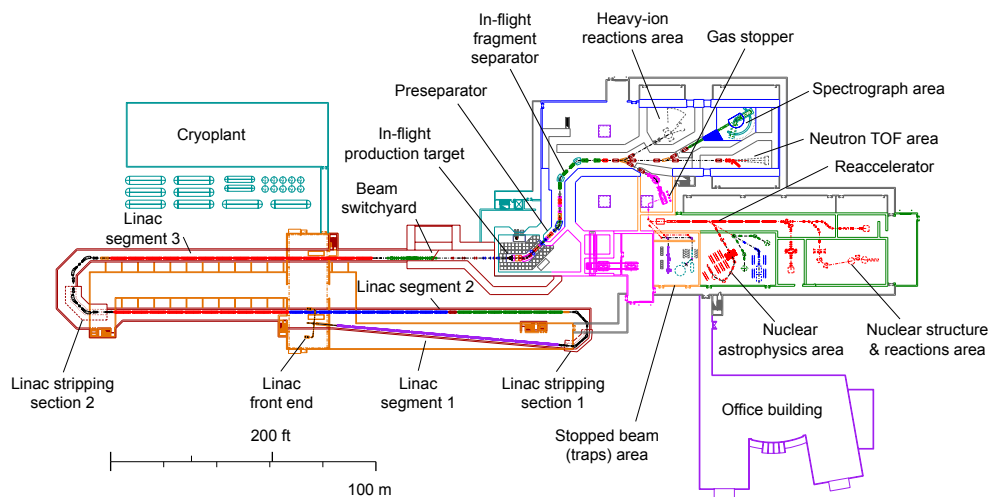 In-flight
fragment
separator
Heavy-ion
reactions area
Gas stopper
Preseparator
Spectrograph area
Cryoplant
In-flight
production target
Neutron TOF area
Reaccelerator
Beam
switchyard
Linac
segment 3
Linac segment 2
Linac stripping
section 2
Linac
front end
Linac
segment 1
Linac stripping
section 1
Nuclear
astrophysics area
Nuclear structure
& reactions area
Office building
Stopped beam
(traps) area
200 ft
100 m